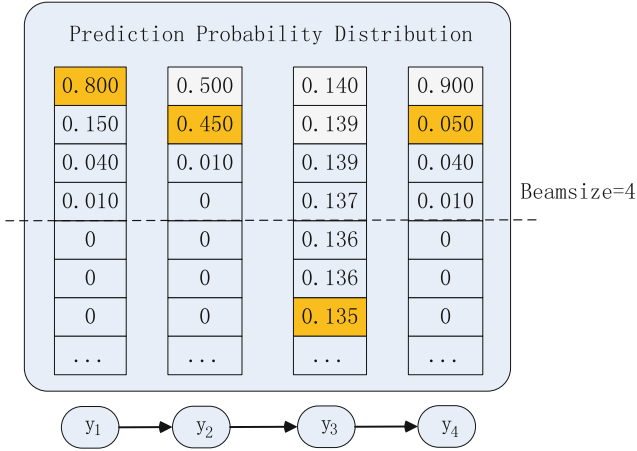 Prediction Probability Distribution
0.800 0.500 0.140 0.900
0.150 0.450 0.139 0.050
0.040 0.010 0.139 0.040
0.010 0 0.137 0.010
Beamsize=4
0 0 0.136 0
0 0 0.136 0
0 0 0.135 0
... ... ... ...
y1 y2 y3 y4